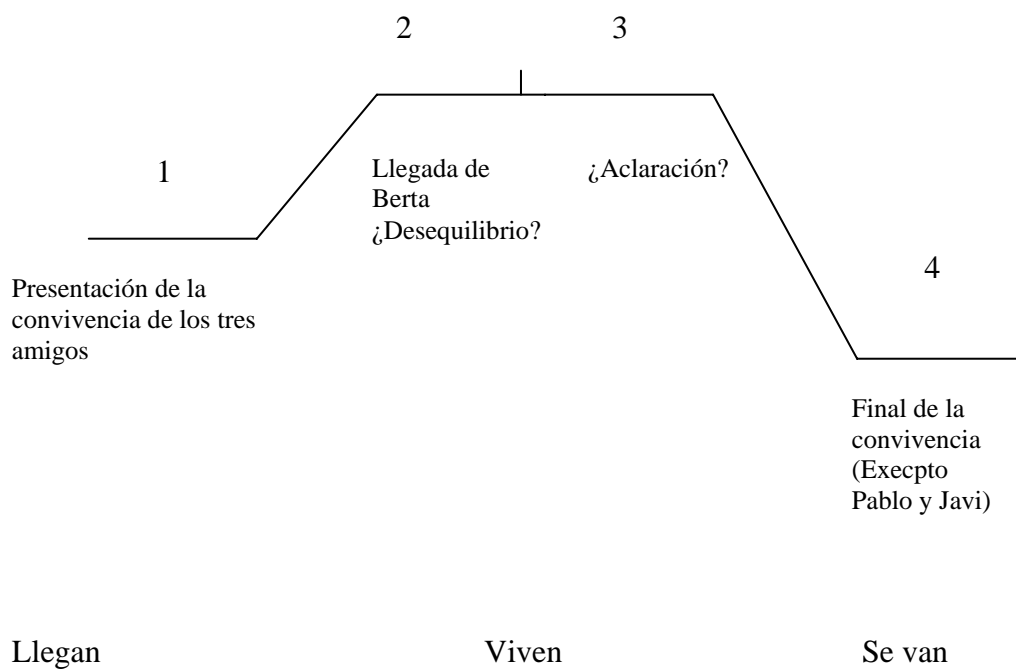 2
3
1
Llegada de
Berta
¿Desequilibrio?
¿Aclaración?
4
Presentación de la
convivencia de los tres
amigos
Final de la
convivencia
(Execpto
Pablo y Javi)
Llegan
Viven
Se van